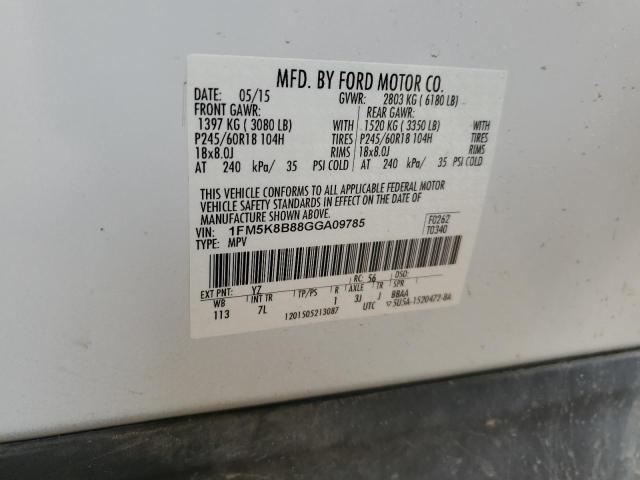 MFD. BY FORD MOTOR CO.
DATE: 05/15 GVWR: 2803 KG ( 6180 LB)
FRONT GAWR: REAR GAWR:
1397 KG ( 3080 LB) WITH 1520 KG ( 3350 LB) WITH
P245/60R18 104H TIRES P245/60R18 104H TIRES
18x8.0J RIMS 18x8.0J RIMS
AT 240 kPa/ 35 PSI COLD AT 240 kPa/ 35 PSI COLD
THIS VEHICLE CONFORMS TO ALL APPLICABLE FEDERAL MOTOR
VEHICLE SAFETY STANDARDS IN EFFECT ON THE DATE OF
MANUFACTURE SHOWN ABOVE.
VIN: 1FM5K8B88GGA09785 F0262
TYPE: MPV T0340
EXT PNT: YZ RC: 56 DSO:
WB INT TR TP/PS R AXLE TR SPR
113 7L 1 3J J BBAA
1201505213087 UTC 5U5A-1520472-BA